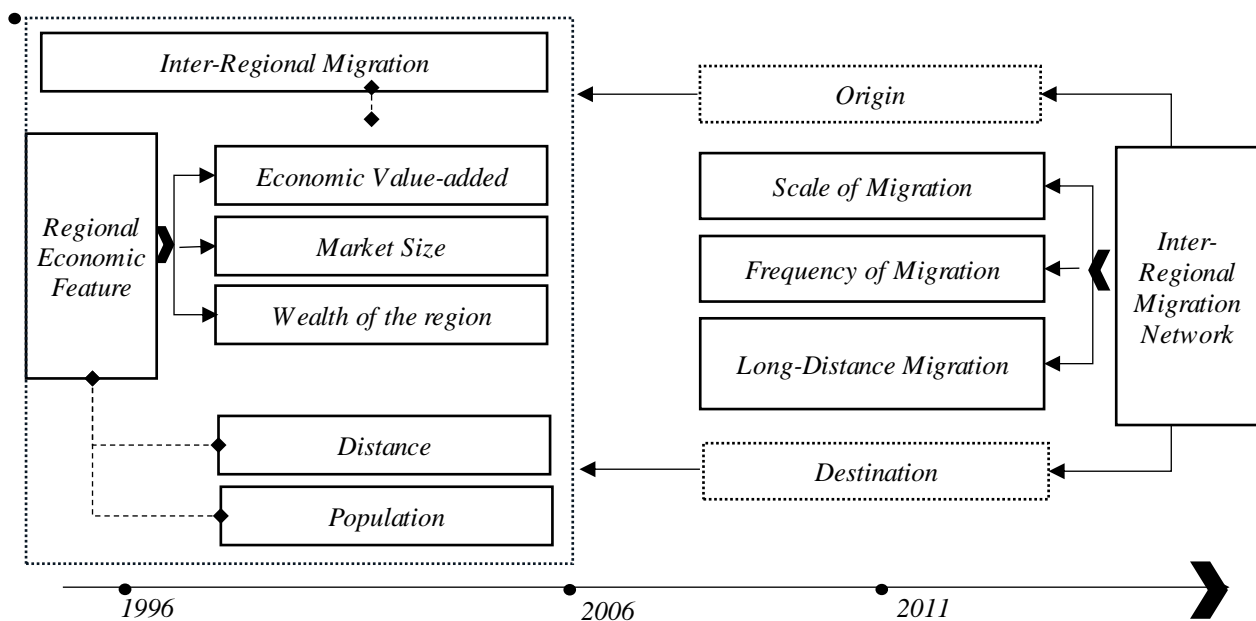 Inter-Regional Migration
Regional
Economic
Feature
Economic Value-added
Market Size
Wealth of the region
Distance
Population
Origin
Scale of Migration
Frequency of Migration
Long-Distance Migration
Destination
Inter-
Regional
Migration
Network
1996
2006
2011